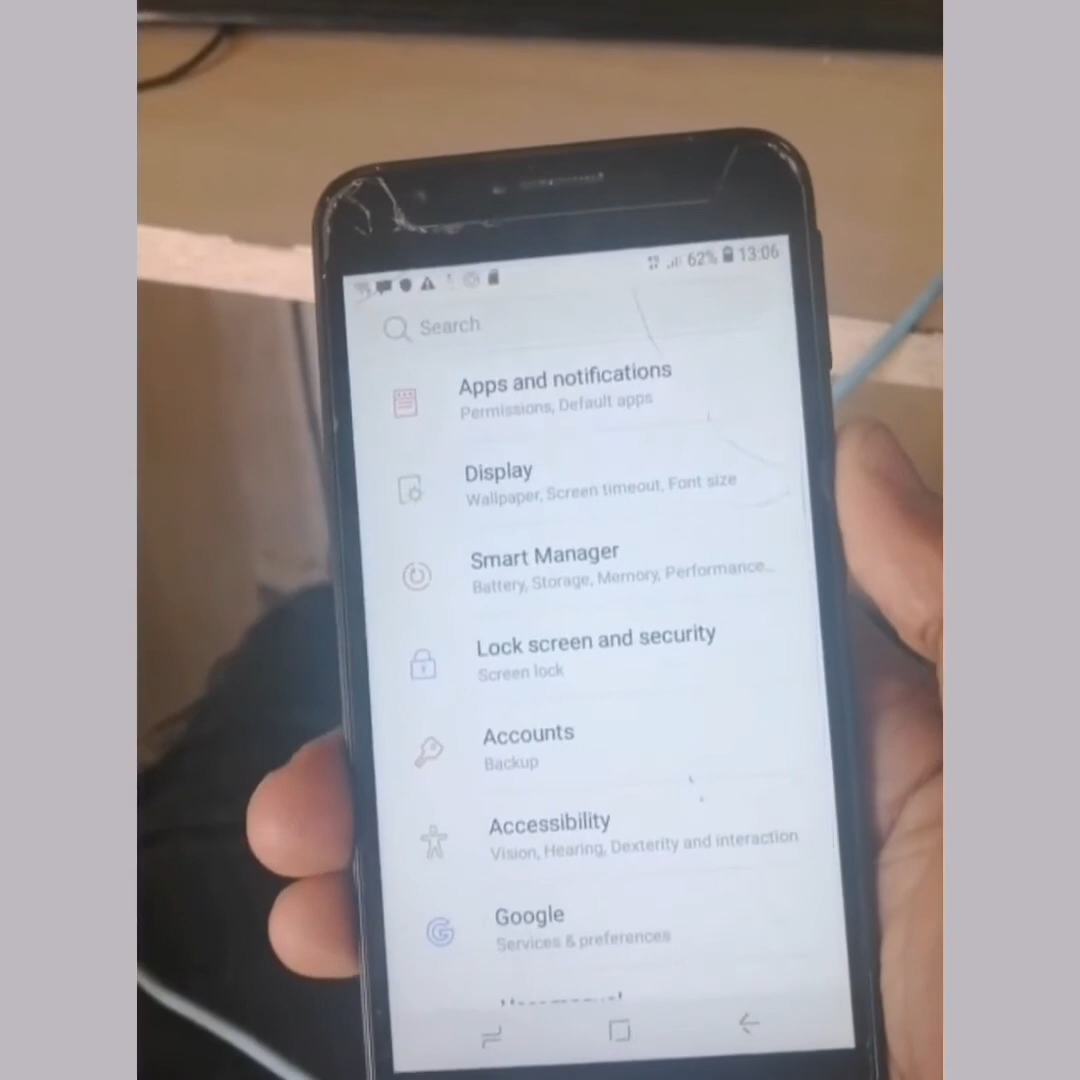 62% 13:06
Search
Apps and notifications
Permissions, Default apps
Display
Wallpaper, Screen timeout, Font size
Smart Manager
Battery, Storage, Memory, Performance...
Lock screen and security
Screen lock
Accounts
Backup
Accessibility
Vision, Hearing, Dexterity and interaction
Google
Services & preferences